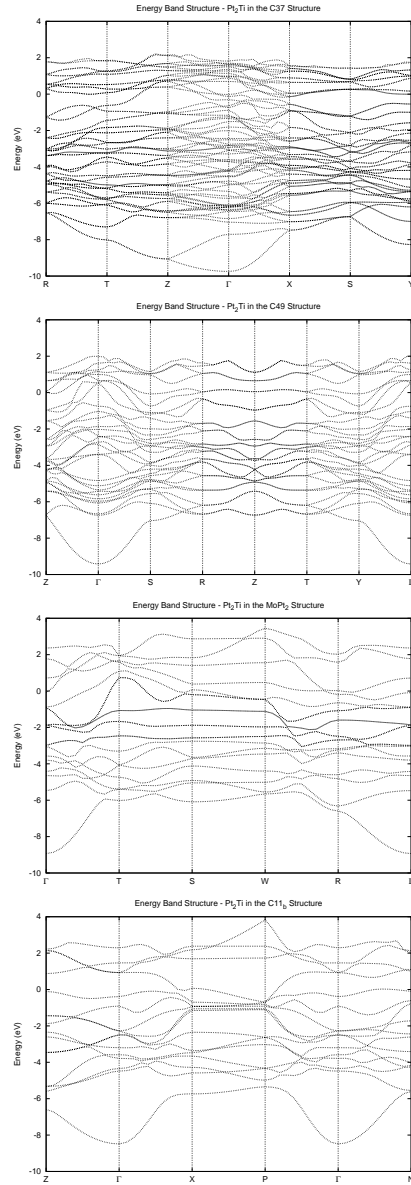 Energy Band Structure - Pt2Ti in the C37 Structure
Energy (eV)
4
2
0
-2
-4
-6
-8
-10
R T Z Γ X S Y
Energy Band Structure - Pt2Ti in the C49 Structure
Energy (eV)
4
2
0
-2
-4
-6
-8
-10
Z Γ S R Z T Y
Energy Band Structure - Pt2Ti in the MoPt2 Structure
Energy (eV)
4
2
0
-2
-4
-6
-8
-10
Γ T S W R
Energy Band Structure - Pt2Ti in the C11b Structure
Energy (eV)
4
2
0
-2
-4
-6
-8
-10
Z Γ X P Γ